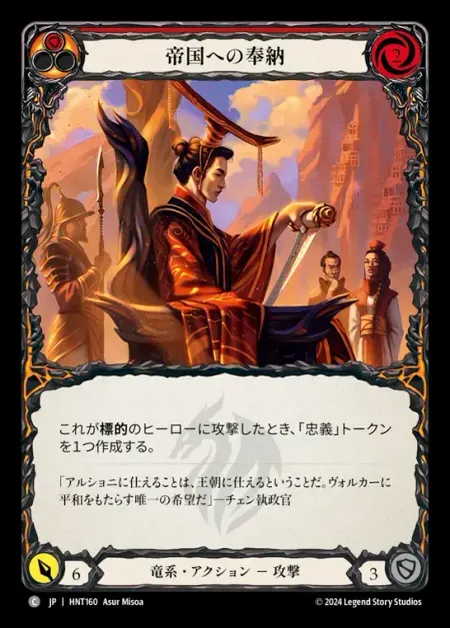 帝国への奉納
2
これが標的のヒーローに攻撃したとき、「忠義」トークン
を1つ作成する。
「アルショニに仕えることは、王朝に仕えるということだ。ヴォルカーに
平和をもたらす唯一の希望だ」—チェン執政官
6
竜系・アクション － 攻撃
3
C JP | HNT160 Asur Misoa
© 2024 Legend Story Studios